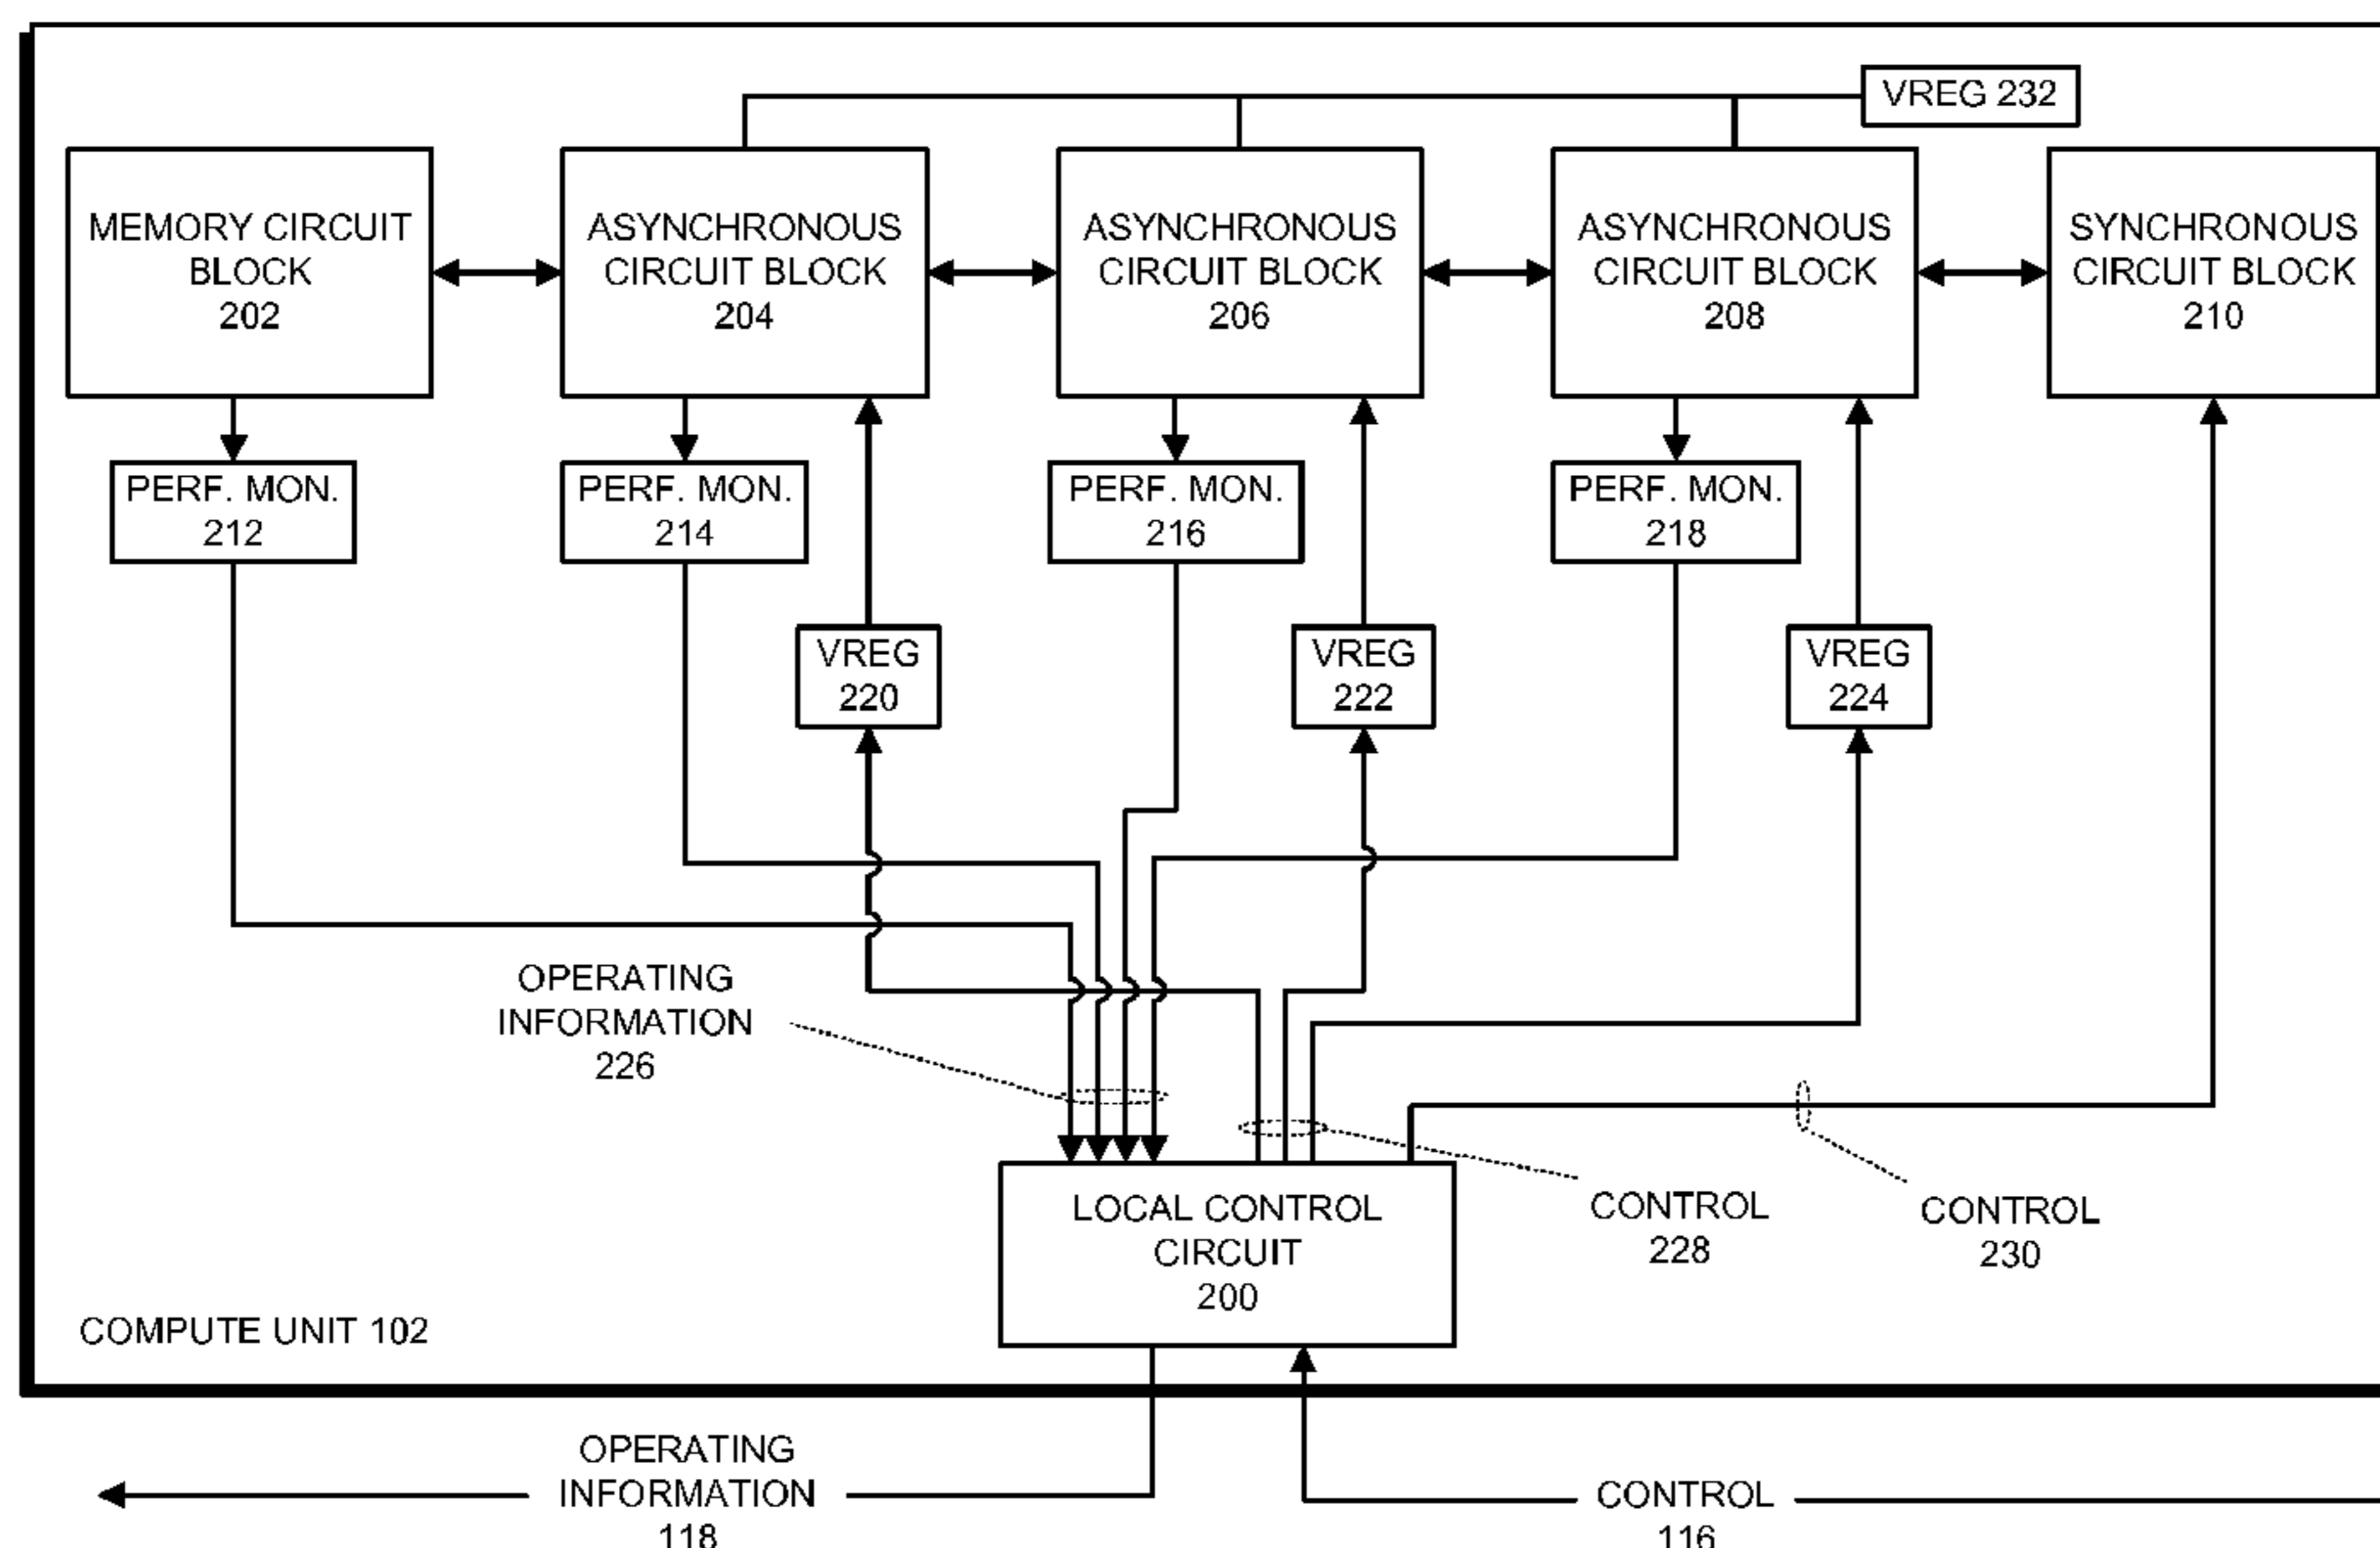 VREG 232
MEMORY CIRCUIT
BLOCK
202
ASYNCHRONOUS
CIRCUIT BLOCK
204
ASYNCHRONOUS
CIRCUIT BLOCK
206
ASYNCHRONOUS
CIRCUIT BLOCK
208
SYNCHRONOUS
CIRCUIT BLOCK
210
PERF. MON.
212
PERF. MON.
214
PERF. MON.
216
PERF. MON.
218
VREG
220
VREG
222
VREG
224
OPERATING
INFORMATION
226
LOCAL CONTROL
CIRCUIT
200
CONTROL
228
CONTROL
230
COMPUTE UNIT 102
OPERATING
INFORMATION
118
CONTROL
116